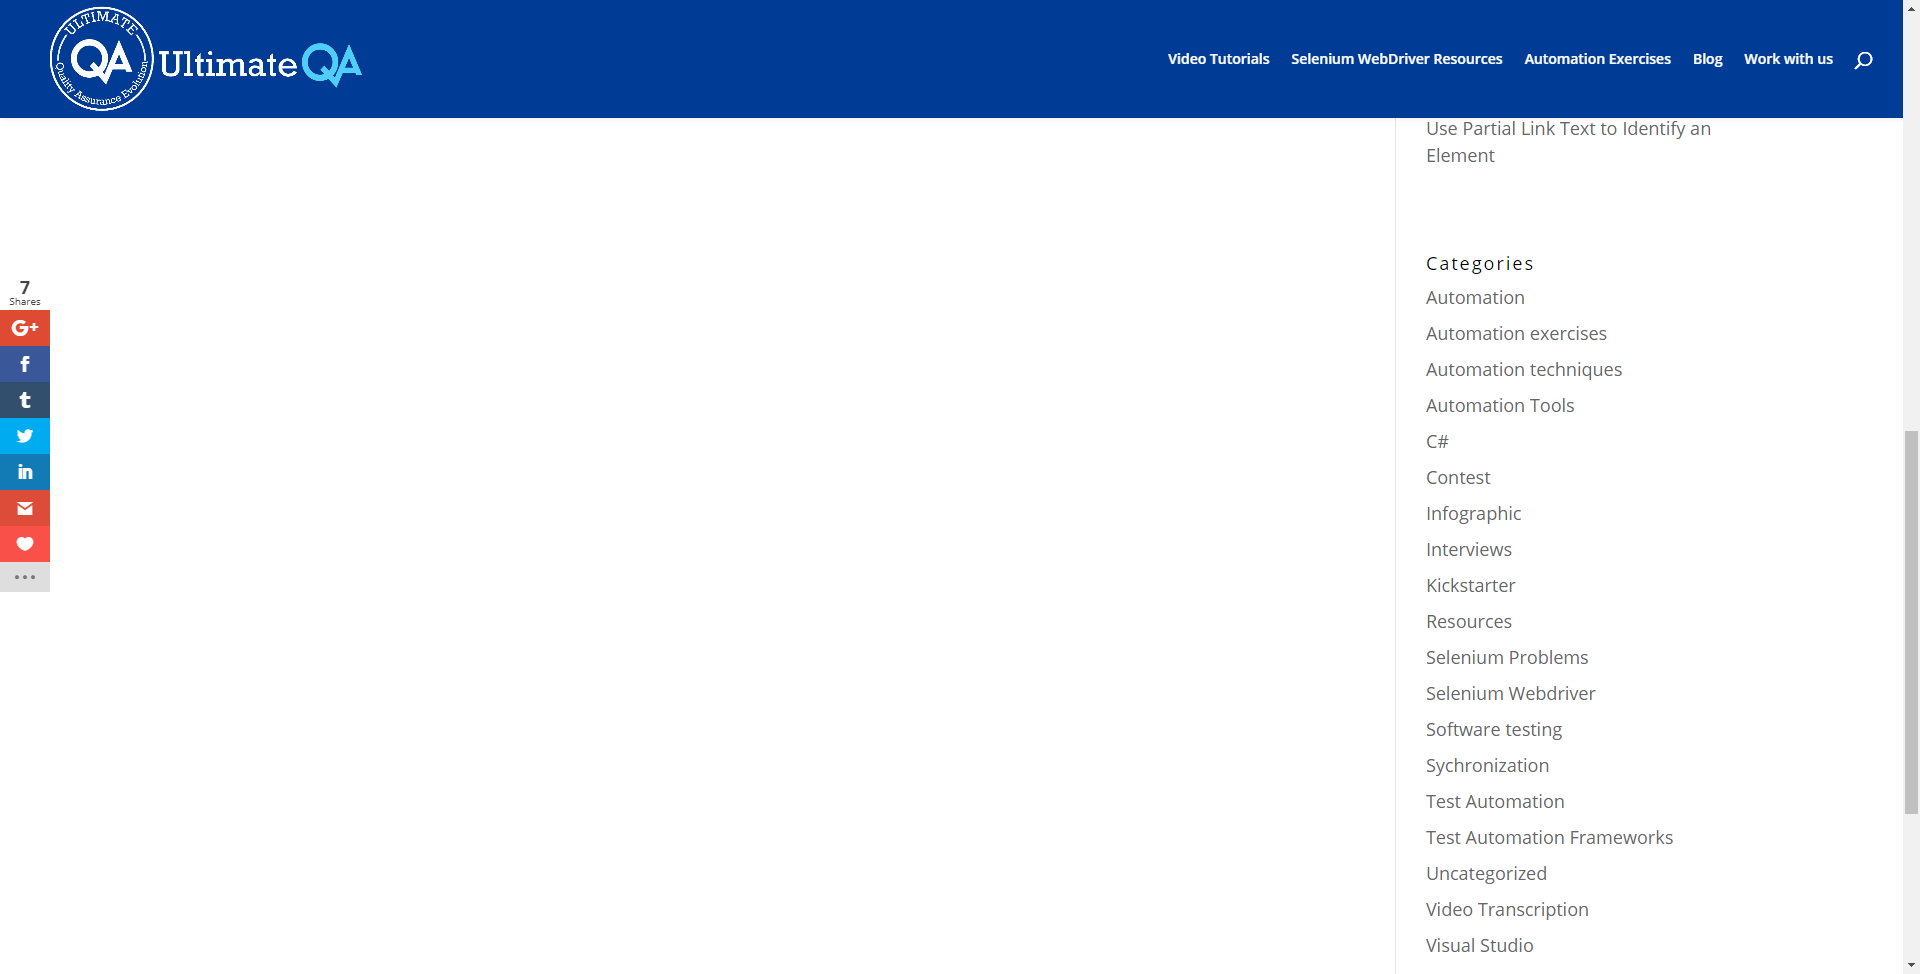 ULTIMATE
QA
Quality Assurance Evolution
UltimateQA
Video Tutorials
Selenium WebDriver Resources
Automation Exercises
Blog
Work with us
Use Partial Link Text to Identify an
Element
7
Shares
G+
f
t
in
Categories
Automation
Automation exercises
Automation techniques
Automation Tools
C#
Contest
Infographic
Interviews
Kickstarter
Resources
Selenium Problems
Selenium Webdriver
Software testing
Sychronization
Test Automation
Test Automation Frameworks
Uncategorized
Video Transcription
Visual Studio